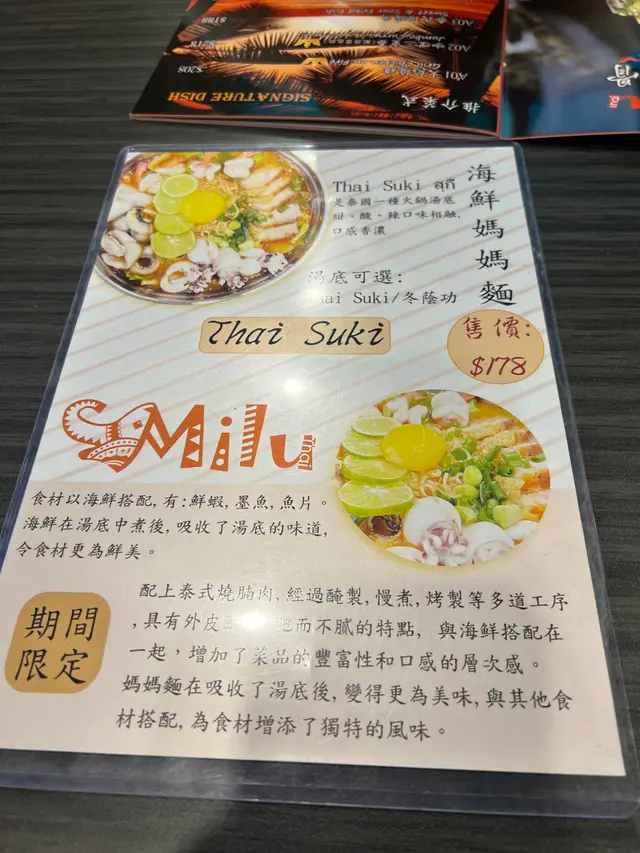 推介菜式
SIGNATURE DISH
A01
$208
A02
$218
A03
$188
海鮮媽媽麵
Thai Suki สุกี้
是泰國一種火鍋湯底
甜、酸、辣口味相融,
口感香濃
湯底可選:
Thai Suki/冬蔭功
售價:
$178
Thai Suki
Milu Thai
食材以海鮮搭配,有:鮮蝦,墨魚,魚片。
海鮮在湯底中煮後,吸收了湯底的味道,
令食材更為鮮美。
期間
限定
配上泰式燒腩肉,經過醃製,慢煮,烤製等多道工序
,具有外皮 肥而不膩的特點, 與海鮮搭配在
一起,增加了菜品的豐富性和口感的層次感。
媽媽麵在吸收了湯底後,變得更為美味,與其他食
材搭配,為食材增添了獨特的風味。